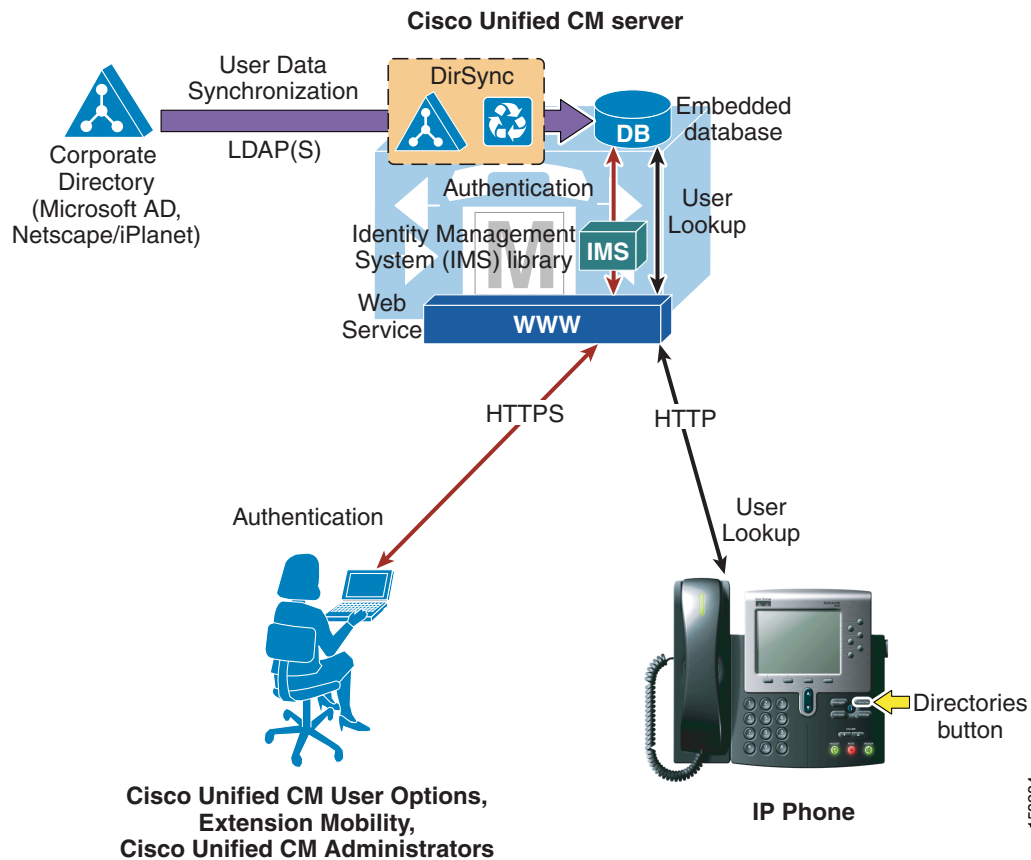 Cisco Unified CM server
User Data
Synchronization
LDAP(S)
DirSync
DB
Embedded
database
Corporate
Directory
(Microsoft AD,
Netscape/iPlanet)
Authentication
User
Lookup
Identity Management
System (IMS) library
IMS
M
Web
Service
WWW
HTTPS
HTTP
Authentication
User
Lookup
Directories
button
Cisco Unified CM User Options,
Extension Mobility,
Cisco Unified CM Administrators
IP Phone